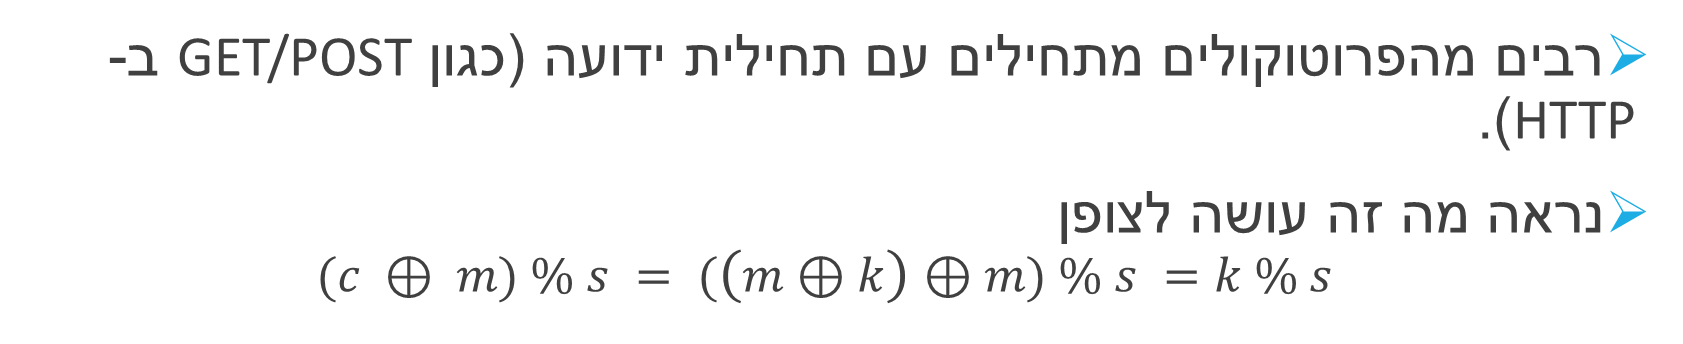 ➢רבים מהפרוטוקולים מתחילים עם תחילית ידועה (כגון GET/POST ב-
HTTP).
➢נראה מה זה עושה לצופן
(c ⊕ m) % s = ((m ⊕ k) ⊕ m) % s = k % s